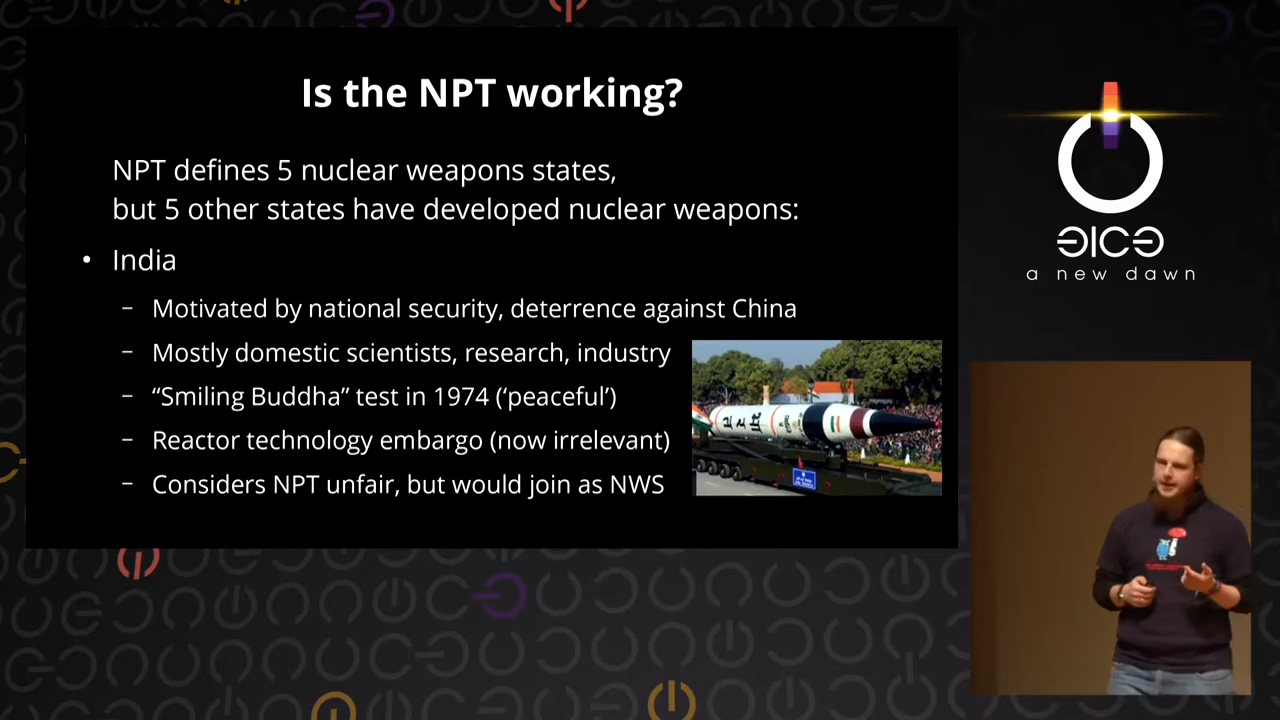 Is the NPT working?
NPT defines 5 nuclear weapons states,
but 5 other states have developed nuclear weapons:
• India
– Motivated by national security, deterrence against China
– Mostly domestic scientists, research, industry
– “Smiling Buddha” test in 1974 (‘peaceful’)
– Reactor technology embargo (now irrelevant)
– Considers NPT unfair, but would join as NWS
a new dawn